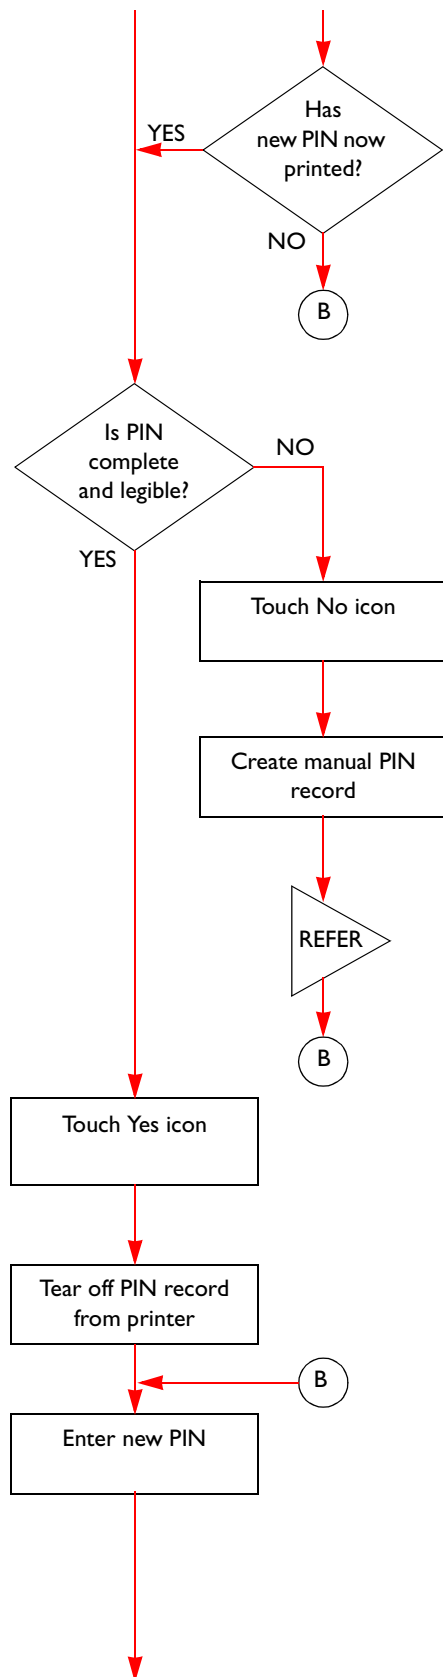 Has
new PIN now
printed?
YES
NO
B
Is PIN
complete
and legible?
NO
YES
Touch No icon
Create manual PIN
record
REFER
B
Touch Yes icon
Tear off PIN record
from printer
B
Enter new PIN